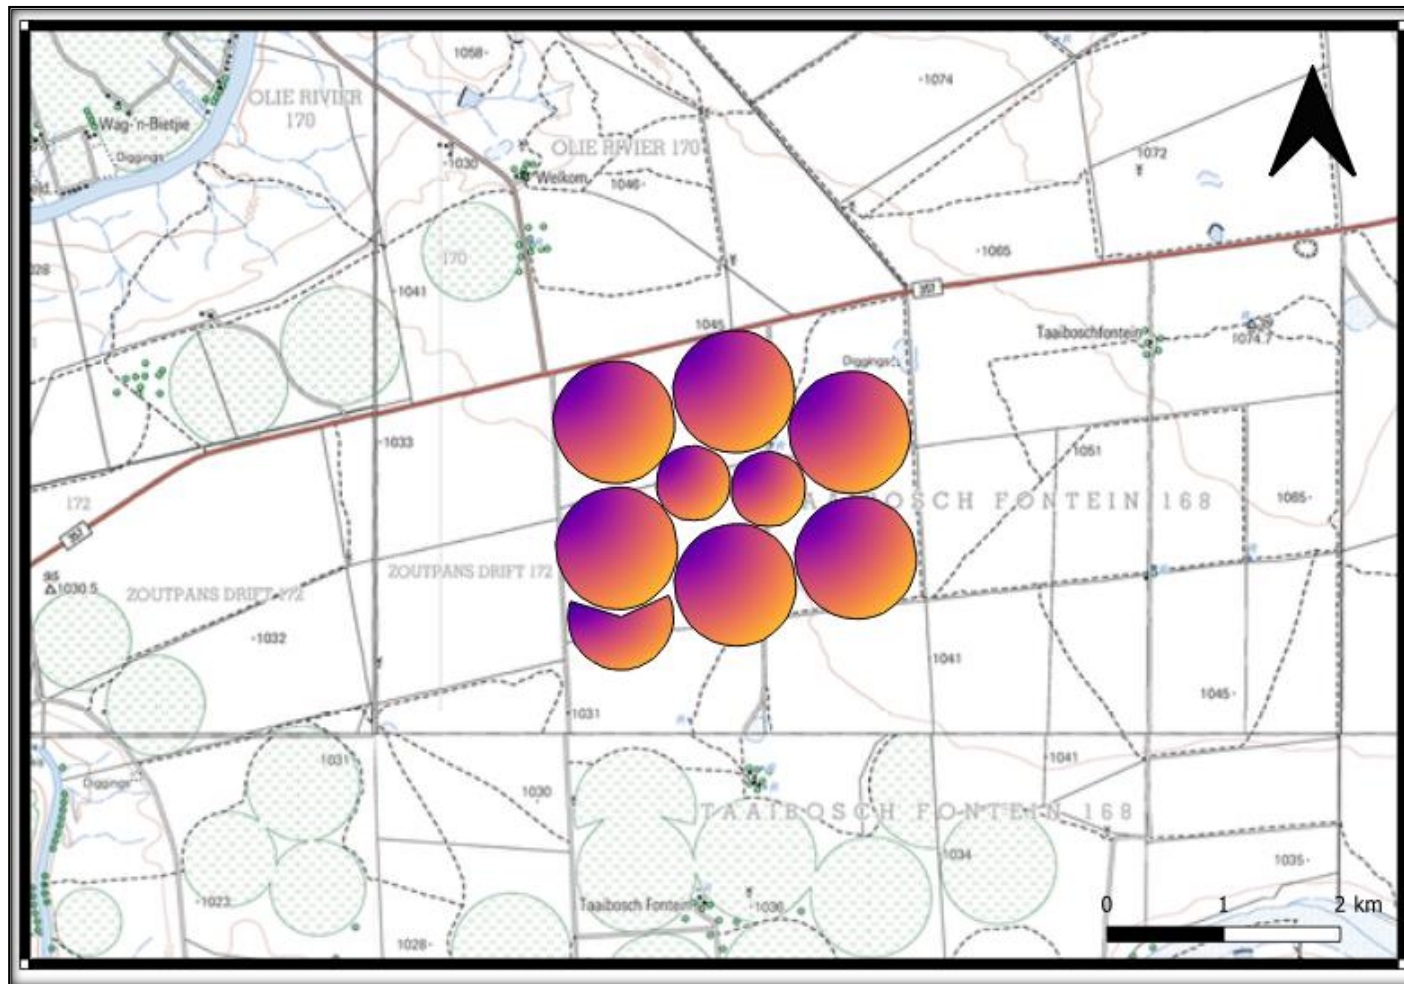 1058
1074
OLIE RIVIER
170
Wag-'n-Bietjie
Diggings
OLIE RIVIER 170
1072
1030
Welkom
1046
170
1065
1028
1041
357
1045
Taaiboschfontein
1074.7
Diggings
1033
1051
172
TAAIBOSCH FONTEIN 168
1065
357
ZOUTPANS DRIFT 172
1030.5
ZOUTPANS DRIFT 172
1032
1041
1045
1031
1031
1041
Diggings
1030
TAAIBOSCH FONTEIN 168
1034
1035
1023
Taaibosch Fontein
1036
1028
0 1 2 km